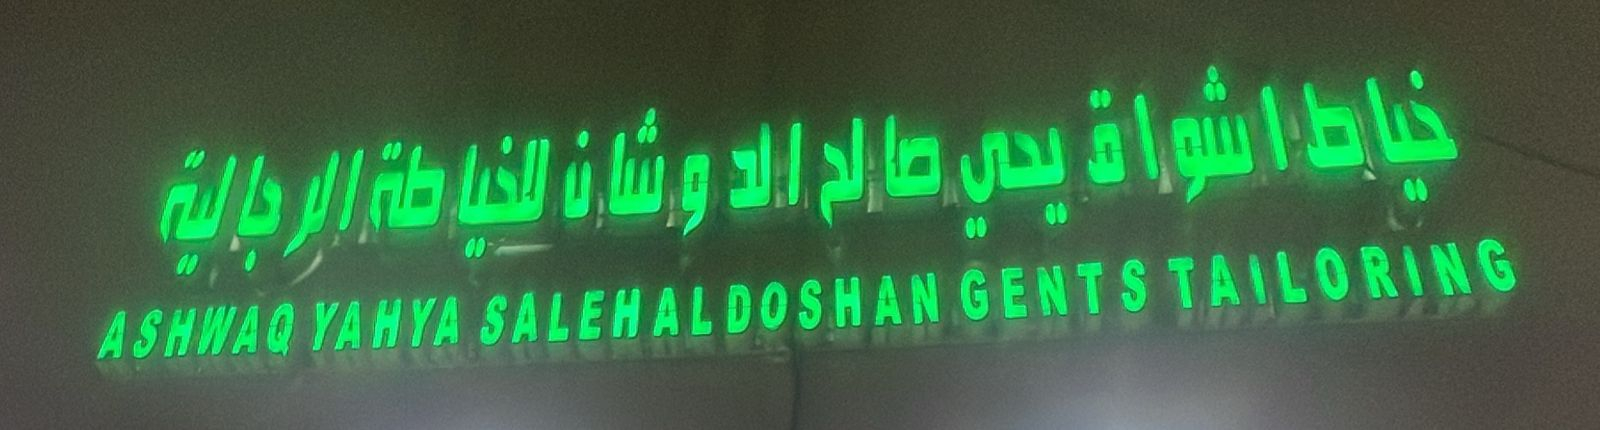 خياط اشواق يحي صالح الدوشان للخياطة الرجالية
ASHWAQ YAHYA SALEHALDOSHAN GENTS TAILORING